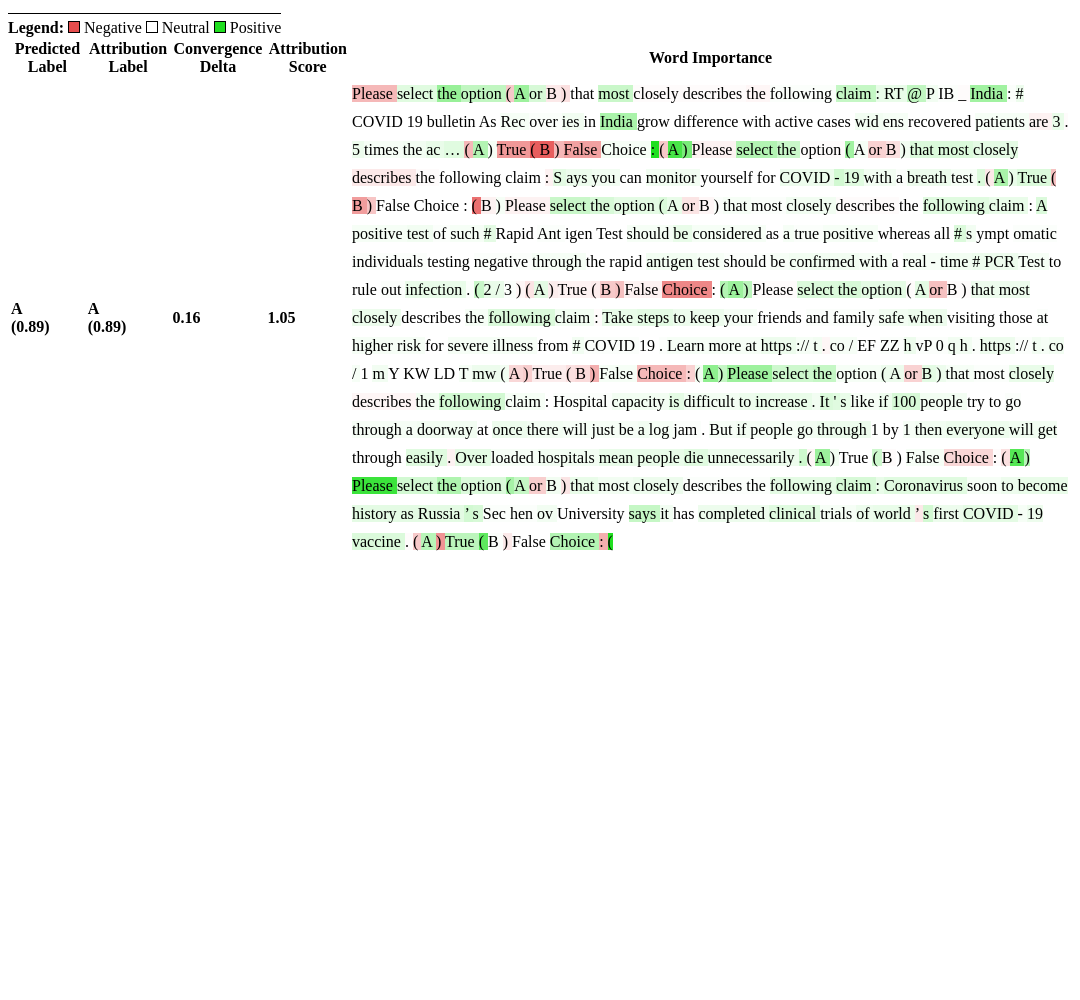 Legend: Negative Neutral Positive
Predicted Label Attribution Label Convergence Delta Attribution Score Word Importance
A (0.89) A (0.89) 0.16 1.05
Please select the option ( A or B ) that most closely describes the following claim : RT @ P IB _ India : #
COVID 19 bulletin As Rec over ies in India grow difference with active cases wid ens recovered patients are 3 .
5 times the ac … ( A ) True ( B ) False Choice : ( A ) Please select the option ( A or B ) that most closely
describes the following claim : S ays you can monitor yourself for COVID - 19 with a breath test . ( A ) True (
B ) False Choice : ( B ) Please select the option ( A or B ) that most closely describes the following claim : A
positive test of such # Rapid Ant igen Test should be considered as a true positive whereas all # s ympt omatic
individuals testing negative through the rapid antigen test should be confirmed with a real - time # PCR Test to
rule out infection . ( 2 / 3 ) ( A ) True ( B ) False Choice : ( A ) Please select the option ( A or B ) that most
closely describes the following claim : Take steps to keep your friends and family safe when visiting those at
higher risk for severe illness from # COVID 19 . Learn more at https :// t . co / EF ZZ h vP 0 q h . https :// t . co
/ 1 m Y KW LD T mw ( A ) True ( B ) False Choice : ( A ) Please select the option ( A or B ) that most closely
describes the following claim : Hospital capacity is difficult to increase . It ' s like if 100 people try to go
through a doorway at once there will just be a log jam . But if people go through 1 by 1 then everyone will get
through easily . Over loaded hospitals mean people die unnecessarily . ( A ) True ( B ) False Choice : ( A )
Please select the option ( A or B ) that most closely describes the following claim : Coronavirus soon to become
history as Russia ’ s Sec hen ov University says it has completed clinical trials of world ’ s first COVID - 19
vaccine . ( A ) True ( B ) False Choice : (